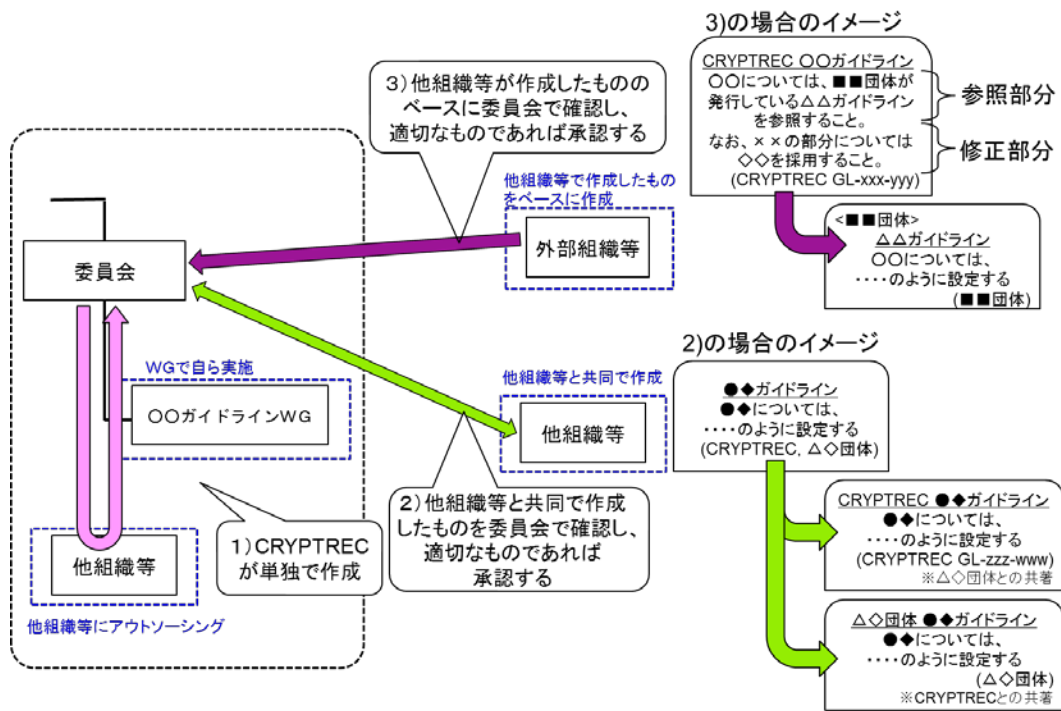 3)の場合のイメージ
CRYPTREC 〇〇ガイドライン
〇〇については、■■団体が
発行している△△ガイドライン
を参照すること。
なお、××の部分については
◇◇を採用すること。
(CRYPTREC GL-xxx-yyy)
参照部分
修正部分
<■■団体>
△△ガイドライン
〇〇については、
‥‥のように設定する
(■■団体)
3）他組織等が作成したものの
ベースに委員会で確認し、
適切なものであれば承認する
他組織等で作成したもの
をベースに作成
外部組織等
委員会
WGで自ら実施
〇〇ガイドラインWG
他組織等
他組織等にアウトソーシング
1）CRYPTREC
が単独で作成
他組織等と共同で作成
他組織等
2）他組織等と共同で作成
したものを委員会で確認し、
適切なものであれば
承認する
2)の場合のイメージ
●◆ガイドライン
●◆については、
‥‥のように設定する
(CRYPTREC, △◇団体)
CRYPTREC ●◆ガイドライン
●◆については、
‥‥のように設定する
(CRYPTREC GL-zzz-www)
※△◇団体との共著
△◇団体 ●◆ガイドライン
●◆については、
‥‥のように設定する
(△◇団体)
※CRYPTRECとの共著